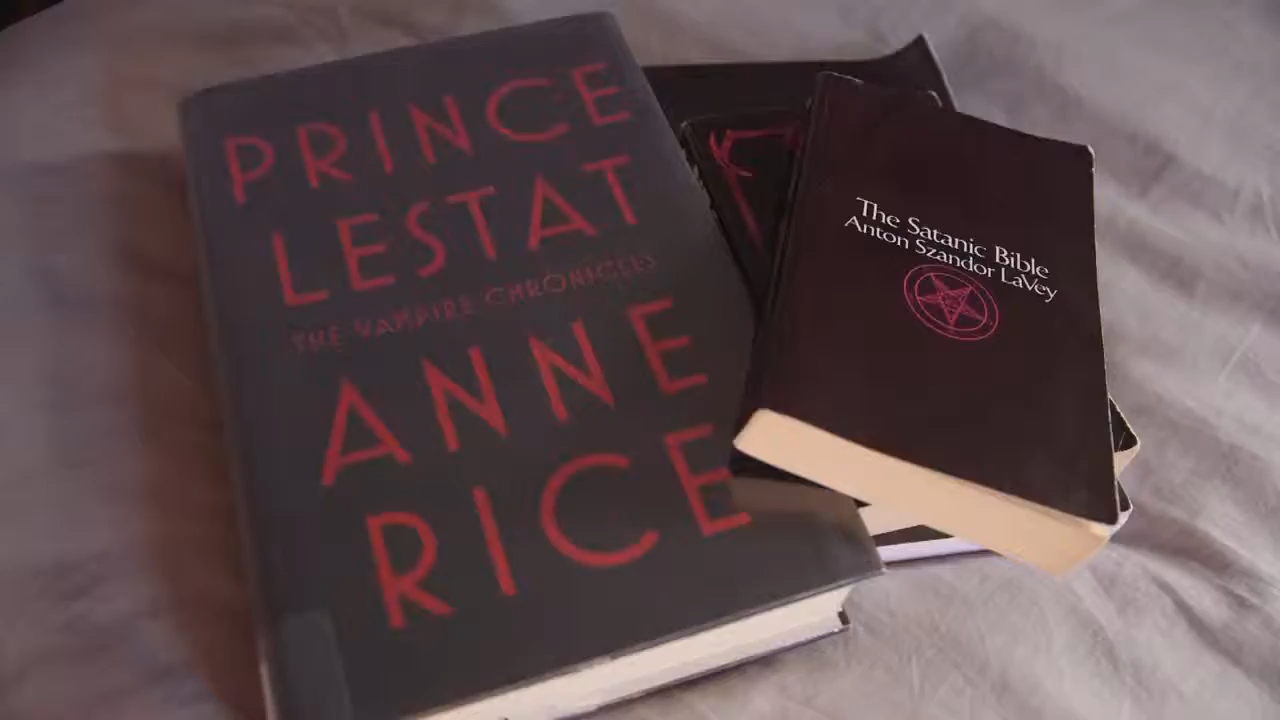 PRINCE
LESTAT
THE VAMPIRE CHRONICLES
ANNE
RICE
The Satanic Bible
Anton Szandor LaVey